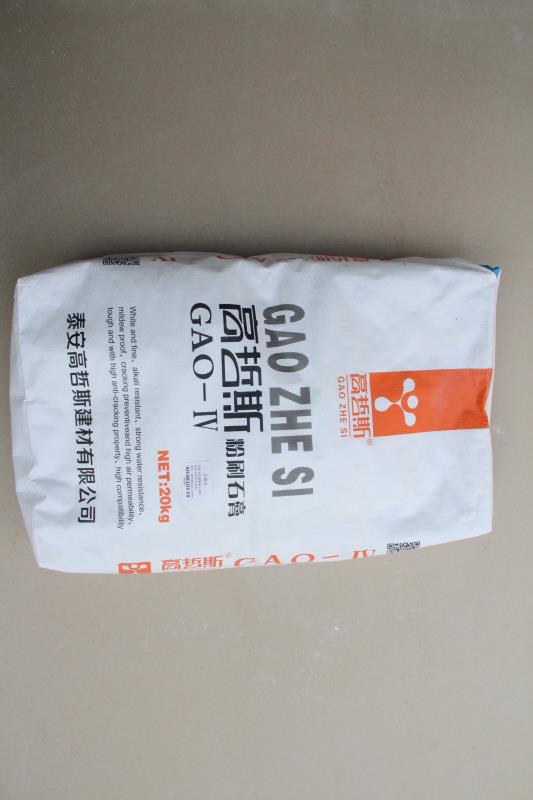 高哲斯®
GAO ZHE SI
GAO ZHE SI
高哲斯 粉刷石膏
GAO-Ⅳ
NET:20kg
White and fine、alkali resistant、strong water resistance、
mildew proof、cracking preventiveand high air permeability、
tough and with high anti-cracking property、high compatibility
泰安高哲斯建材有限公司
高哲斯® GAO-Ⅳ